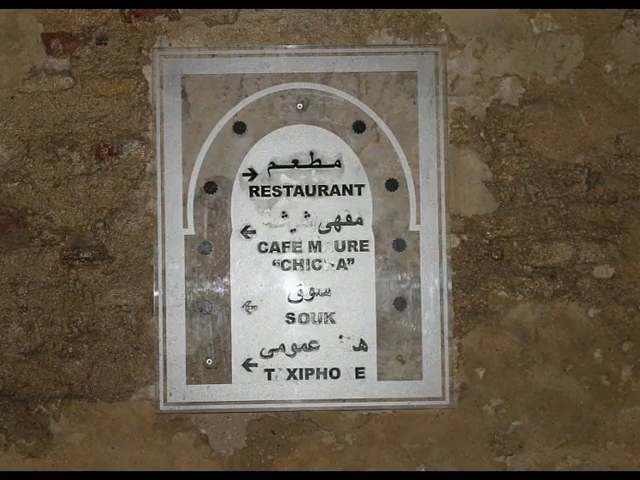 مطعم
RESTAURANT
مقهى
CAFE M URE
"CHIC A"
سوق
SOUK
عمومي
T XIPHO E